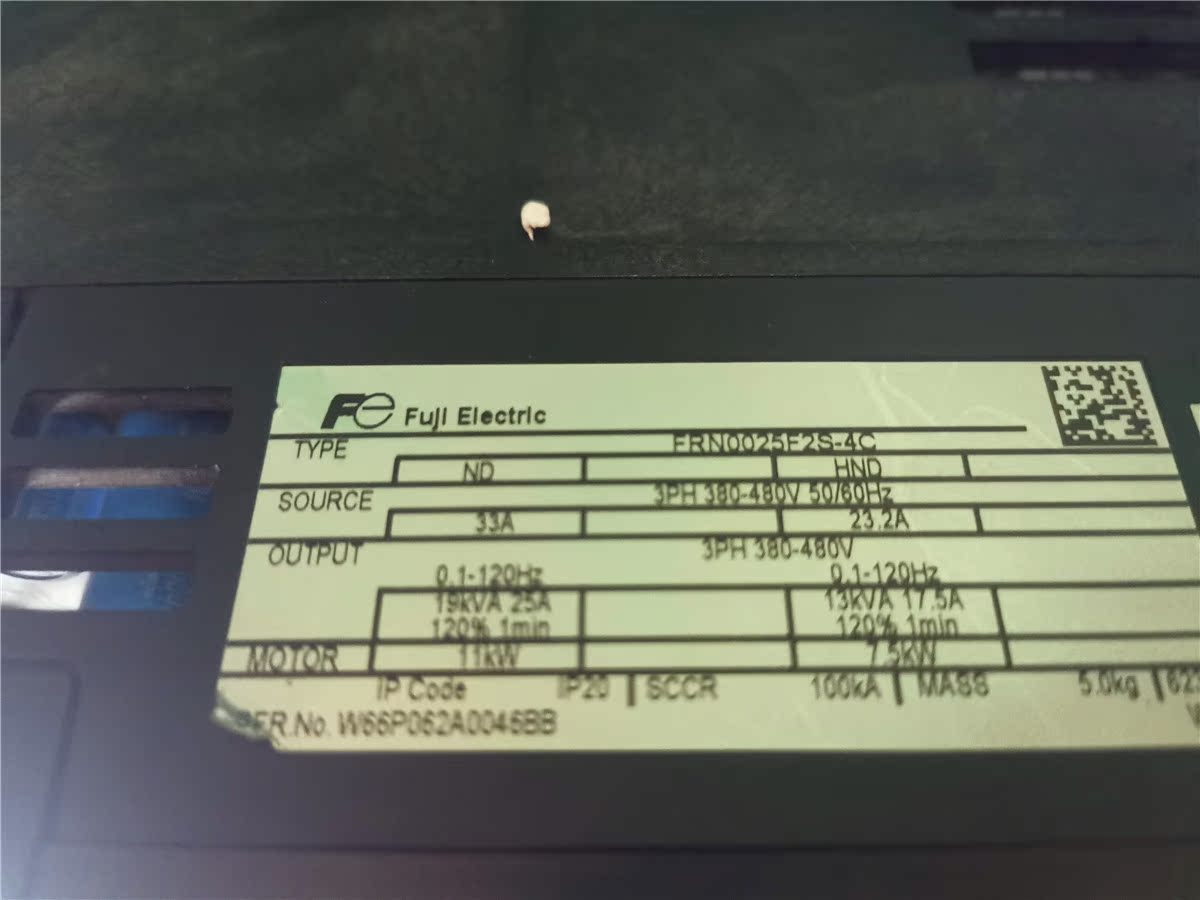 Fe Fuji Electric
TYPE FRN0025F2S-4C
ND HND
SOURCE 3PH 380-480V 50/60Hz
33A 23.2A
OUTPUT 3PH 380-480V
0.1-120Hz 0.1-120Hz
19kVA 25A 13kVA 17.5A
120% 1min 120% 1min
MOTOR 11kW 7.5kW
IP Code IP20 SCCR 100kA MASS 5.0kg
SER.No. W66P062A0046BB